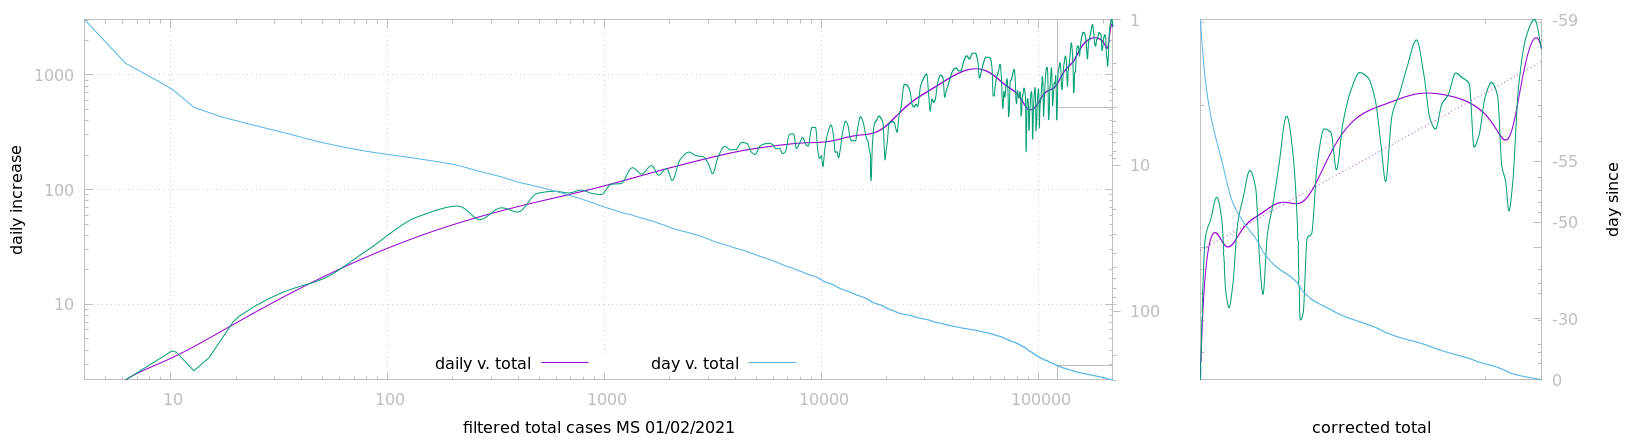 daily increase
1000
100
10
10
100
1000
10000
100000
filtered total cases MS 01/02/2021
daily v. total
day v. total
1
10
100
-59
-55
-50
-30
0
day since
corrected total